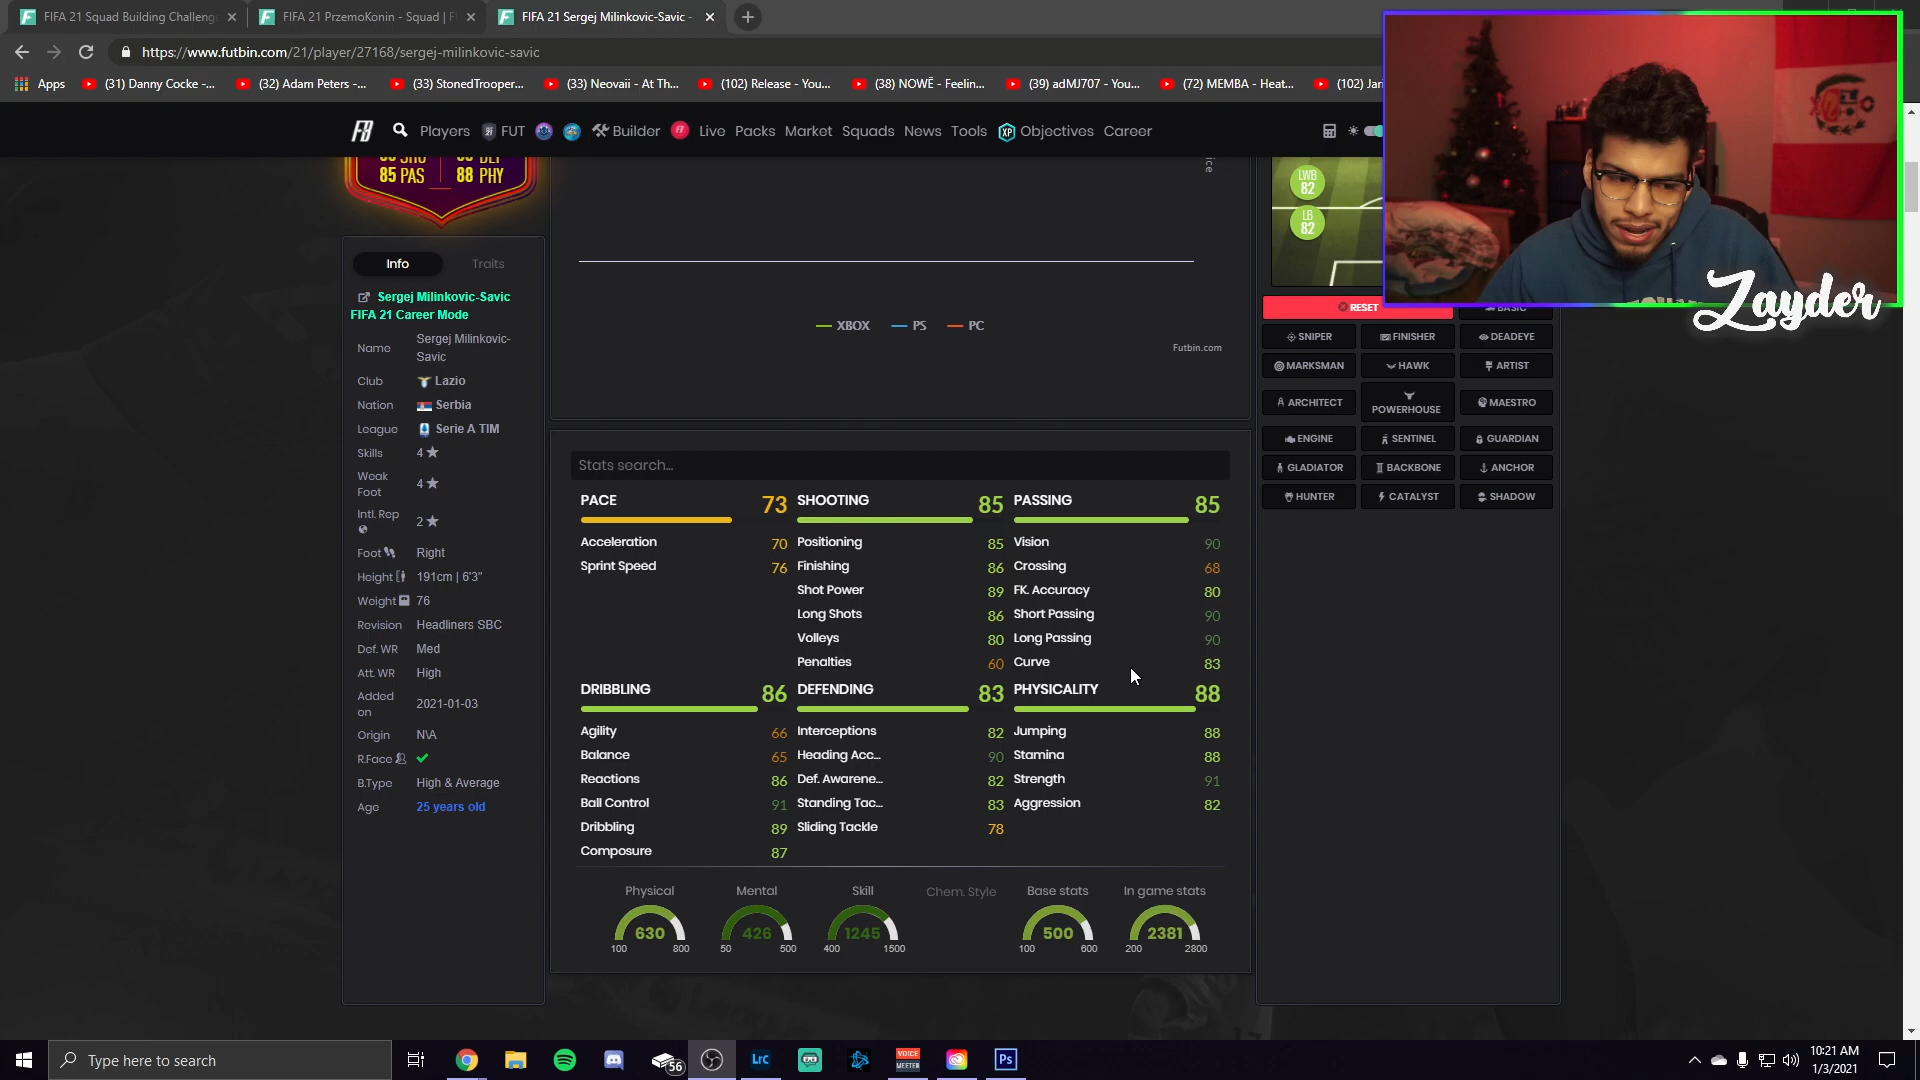 FIFA 21 Squad Building Challeng
FIFA 21 PrzemoKonin - Squad | F
FIFA 21 Sergej Milinkovic-Savic -
https://www.futbin.com/21/player/27168/sergej-milinkovic-savic
Apps
(31) Danny Cocke -...
(32) Adam Peters -...
(33) StonedTrooper...
(33) Neovaii - At Th...
(102) Release - You...
(38) NOWĒ - Feelin...
(39) adMJ707 - You...
(72) MEMBA - Heat...
(102) Jari
Players
FUT
Builder
Live
Packs
Market
Squads
News
Tools
XP
Objectives
Career
85 PAS
88 PHY
Info
Traits
Sergej Milinkovic-Savic
FIFA 21 Career Mode
Name Sergej Milinkovic-
Savic
Club Lazio
Nation Serbia
League Serie A TIM
Skills 4
Weak
Foot 4
Intl. Rep 2
Foot Right
Height 191cm | 6'3"
Weight 76
Revision Headliners SBC
Def. WR Med
Att. WR High
Added
on 2021-01-03
Origin N\A
R.Face
B.Type High & Average
Age 25 years old
XBOX PS PC
Futbin.com
Stats search...
PACE 73
Acceleration 70
Sprint Speed 76
SHOOTING 85
Positioning 85
Finishing 86
Shot Power 89
Long Shots 86
Volleys 80
Penalties 60
PASSING 85
Vision 90
Crossing 68
FK. Accuracy 80
Short Passing 90
Long Passing 90
Curve 83
DRIBBLING 86
Agility 66
Balance 65
Reactions 86
Ball Control 91
Dribbling 89
Composure 87
DEFENDING 83
Interceptions 82
Heading Acc... 90
Def. Awarene... 82
Standing Tac... 83
Sliding Tackle 78
PHYSICALITY 88
Jumping 88
Stamina 88
Strength 91
Aggression 82
Physical Mental Skill Chem. Style Base stats In game stats
630 426 1245 500 2381
100 800 50 500 400 1500 100 600 200 2800
LWB
82
LB
82
RESET BASIC
SNIPER FINISHER DEADEYE
MARKSMAN HAWK ARTIST
ARCHITECT POWERHOUSE MAESTRO
ENGINE SENTINEL GUARDIAN
GLADIATOR BACKBONE ANCHOR
HUNTER CATALYST SHADOW
Zayder
Type here to search
56
Lrc
VOICE
MEETER
Ps
10:21 AM
1/3/2021